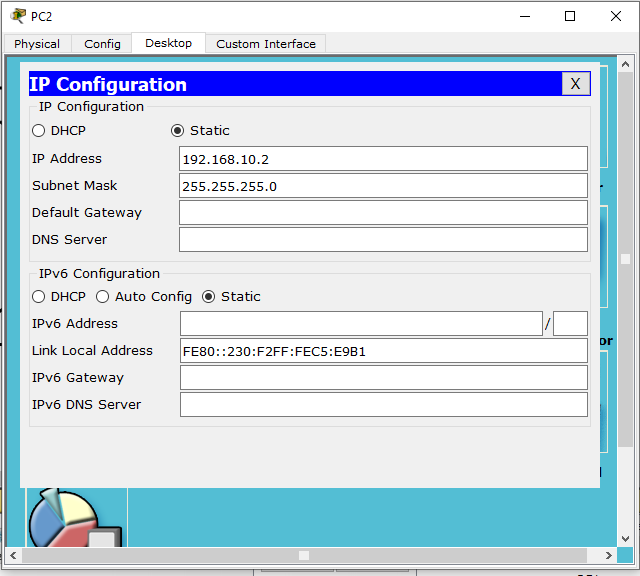 PC2
Physical Config Desktop Custom Interface
IP Configuration X
IP Configuration
DHCP Static
IP Address 192.168.10.2
Subnet Mask 255.255.255.0
Default Gateway
DNS Server
IPv6 Configuration
DHCP Auto Config Static
IPv6 Address /
Link Local Address FE80::230:F2FF:FEC5:E9B1
IPv6 Gateway
IPv6 DNS Server
or